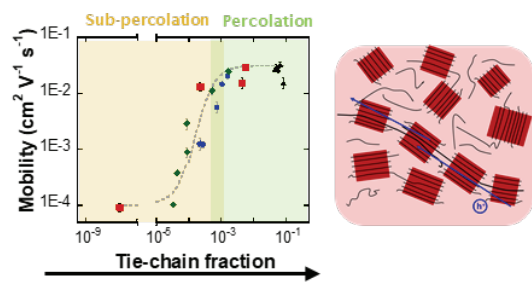 Sub-percolation Percolation
1E-1
1E-2
1E-3
1E-4
Mobility (cm² V⁻¹ s⁻¹)
10⁻⁹ 10⁻⁵ 10⁻³ 10⁻¹
Tie-chain fraction
h⁺